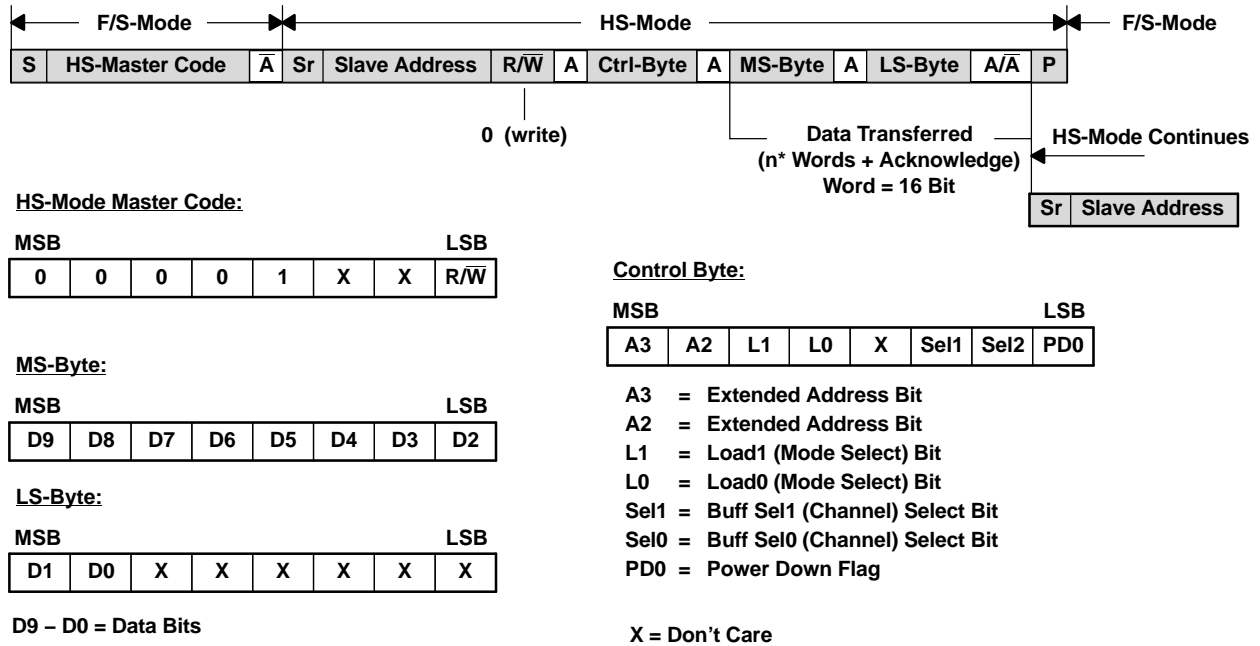 F/S-Mode HS-Mode F/S-Mode
S HS-Master Code A̅ Sr Slave Address R/W̅ A Ctrl-Byte A MS-Byte A LS-Byte A/A̅ P
0 (write)
Data Transferred
(n* Words + Acknowledge)
Word = 16 Bit
HS-Mode Continues
Sr Slave Address
HS-Mode Master Code:
MSB LSB
0 0 0 0 1 X X R/W̅
MS-Byte:
MSB LSB
D9 D8 D7 D6 D5 D4 D3 D2
LS-Byte:
MSB LSB
D1 D0 X X X X X X
D9 – D0 = Data Bits
Control Byte:
MSB LSB
A3 A2 L1 L0 X Sel1 Sel2 PD0
A3 = Extended Address Bit
A2 = Extended Address Bit
L1 = Load1 (Mode Select) Bit
L0 = Load0 (Mode Select) Bit
Sel1 = Buff Sel1 (Channel) Select Bit
Sel0 = Buff Sel0 (Channel) Select Bit
PD0 = Power Down Flag
X = Don't Care